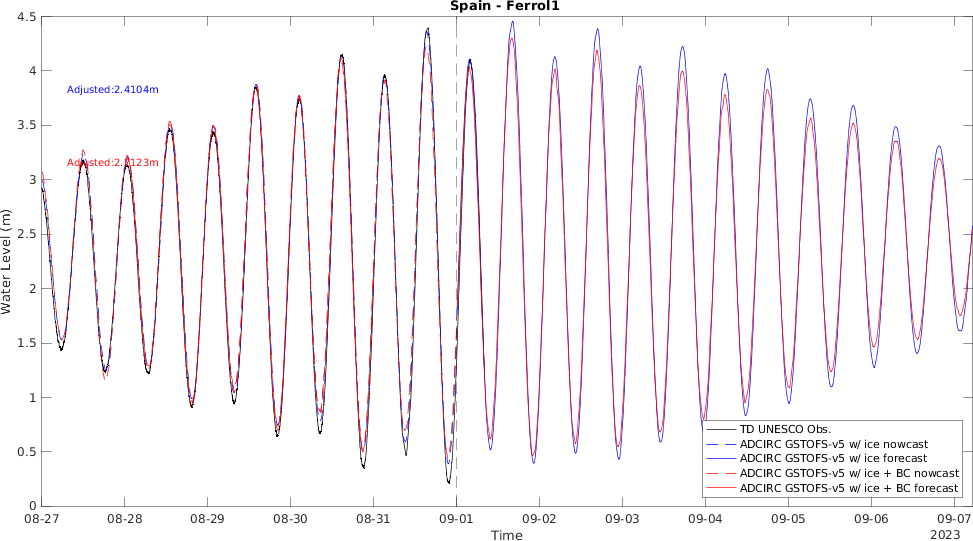 Spain - Ferrol1
4.5
4
3.5
3
2.5
2
1.5
1
0.5
0
Water Level (m)
Adjusted:2.4104m
TD UNESCO Obs.
ADCIRC GSTOFS-v5 w/ ice nowcast
ADCIRC GSTOFS-v5 w/ ice forecast
ADCIRC GSTOFS-v5 w/ ice + BC nowcast
ADCIRC GSTOFS-v5 w/ ice + BC forecast
08-27 08-28 08-29 08-30 08-31 09-01 09-02 09-03 09-04 09-05 09-06 09-07
Time
2023